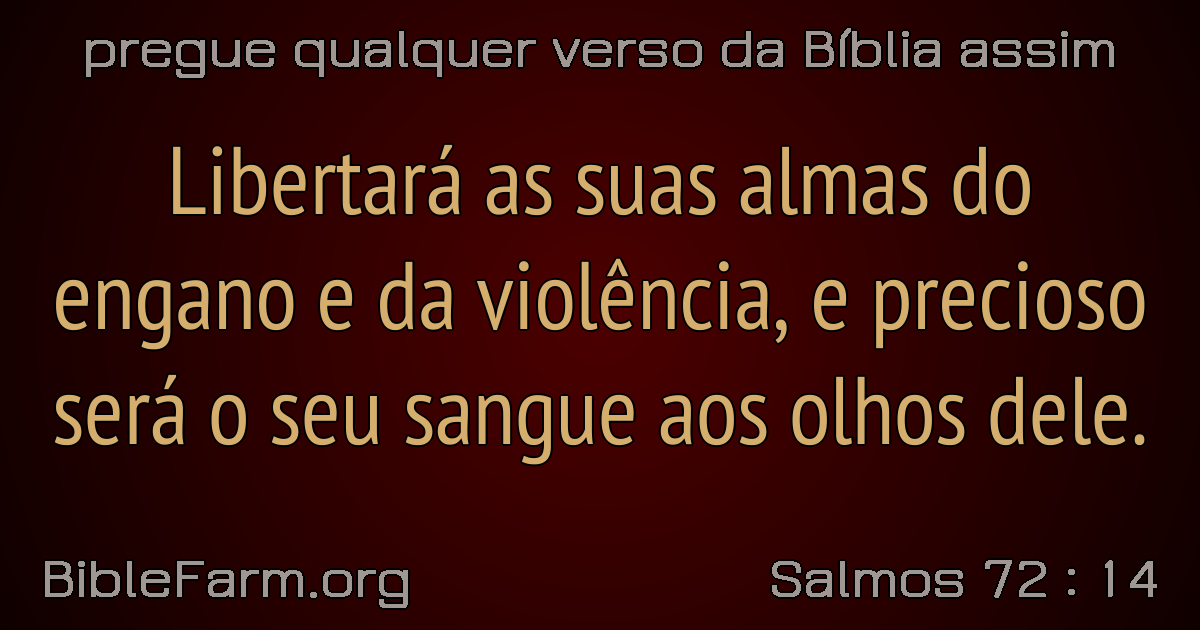 pregue qualquer verso da Bíblia assim
Libertará as suas almas do
engano e da violência, e precioso
será o seu sangue aos olhos dele.
BibleFarm.org
Salmos 72 : 14